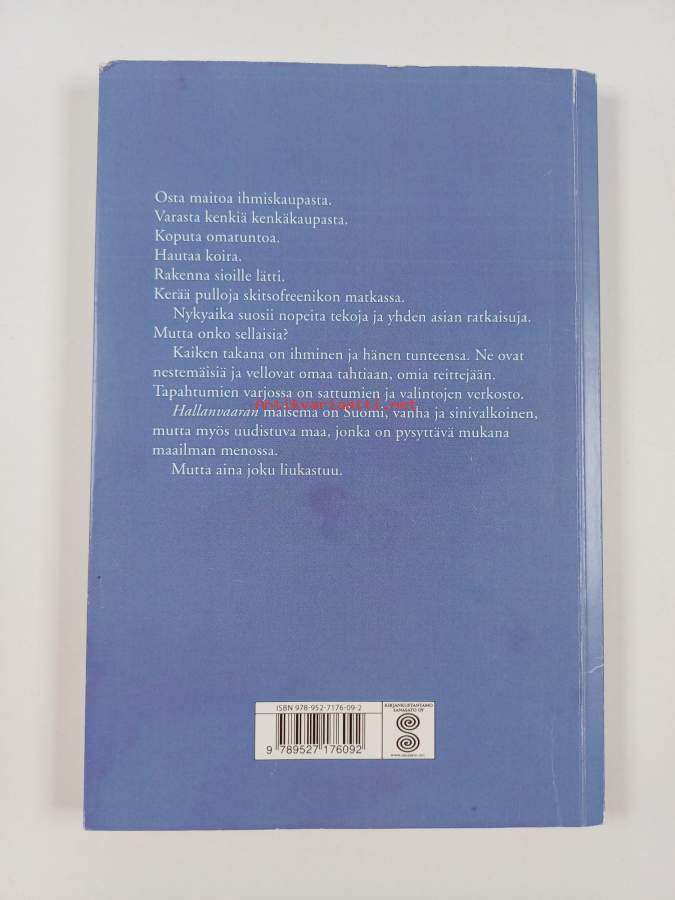 Osta maitoa ihmiskaupasta.
Varasta kenkiä kenkäkaupasta.
Koputa omatuntoa.
Hautaa koira.
Rakenna sioille lätti.
Kerää pulloja skitsofreenikon matkassa.
Nykyaika suosii nopeita tekoja ja yhden asian ratkaisuja.
Mutta onko sellaisia?
Kaiken takana on ihminen ja hänen tunteensa. Ne ovat
nestemäisiä ja vellovat omaa tahtiaan, omia reittejään.
Tapahtumien varjossa on sattumien ja valintojen verkosto.
Antikvariaatti.net
Hallanvaaran maisema on Suomi, vanha ja sinivalkoinen,
mutta myös uudistuva maa, jonka on pysyttävä mukana
maailman menossa.
Mutta aina joku liukastuu.
ISBN 978-952-7176-09-2
9 789527 176092
KIRJANKUSTANTAMO
SANASATO OY